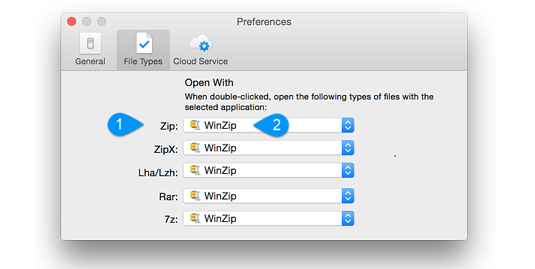 Preferences
General File Types Cloud Service
Open With
When double-clicked, open the following types of files with the
selected application:
1 Zip: WinZip 2
ZipX: WinZip
Lha/Lzh: WinZip
Rar: WinZip
7z: WinZip